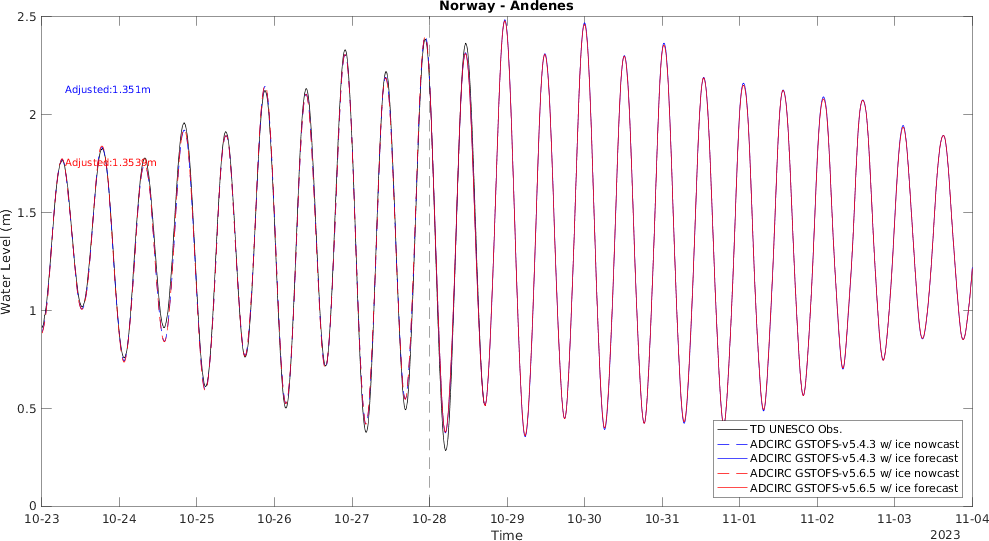 Norway - Andenes
2.5
2
1.5
1
0.5
0
Water Level (m)
Adjusted:1.351m
Adjusted:1.3539m
TD UNESCO Obs.
ADCIRC GSTOFS-v5.4.3 w/ ice nowcast
ADCIRC GSTOFS-v5.4.3 w/ ice forecast
ADCIRC GSTOFS-v5.6.5 w/ ice nowcast
ADCIRC GSTOFS-v5.6.5 w/ ice forecast
10-23 10-24 10-25 10-26 10-27 10-28 10-29 10-30 10-31 11-01 11-02 11-03 11-04
Time
2023